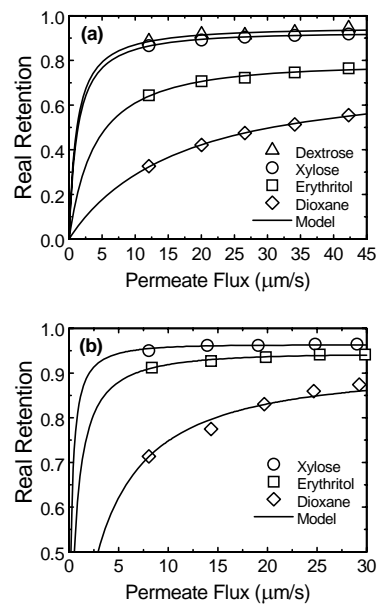 (a)
Real Retention
1.0
0.8
0.6
0.4
0.2
0.0
Dextrose
Xylose
Erythritol
Dioxane
Model
0 5 10 15 20 25 30 35 40 45
Permeate Flux (μm/s)
(b)
Real Retention
1.0
0.9
0.8
0.7
0.6
0.5
Xylose
Erythritol
Dioxane
Model
0 5 10 15 20 25 30
Permeate Flux (μm/s)